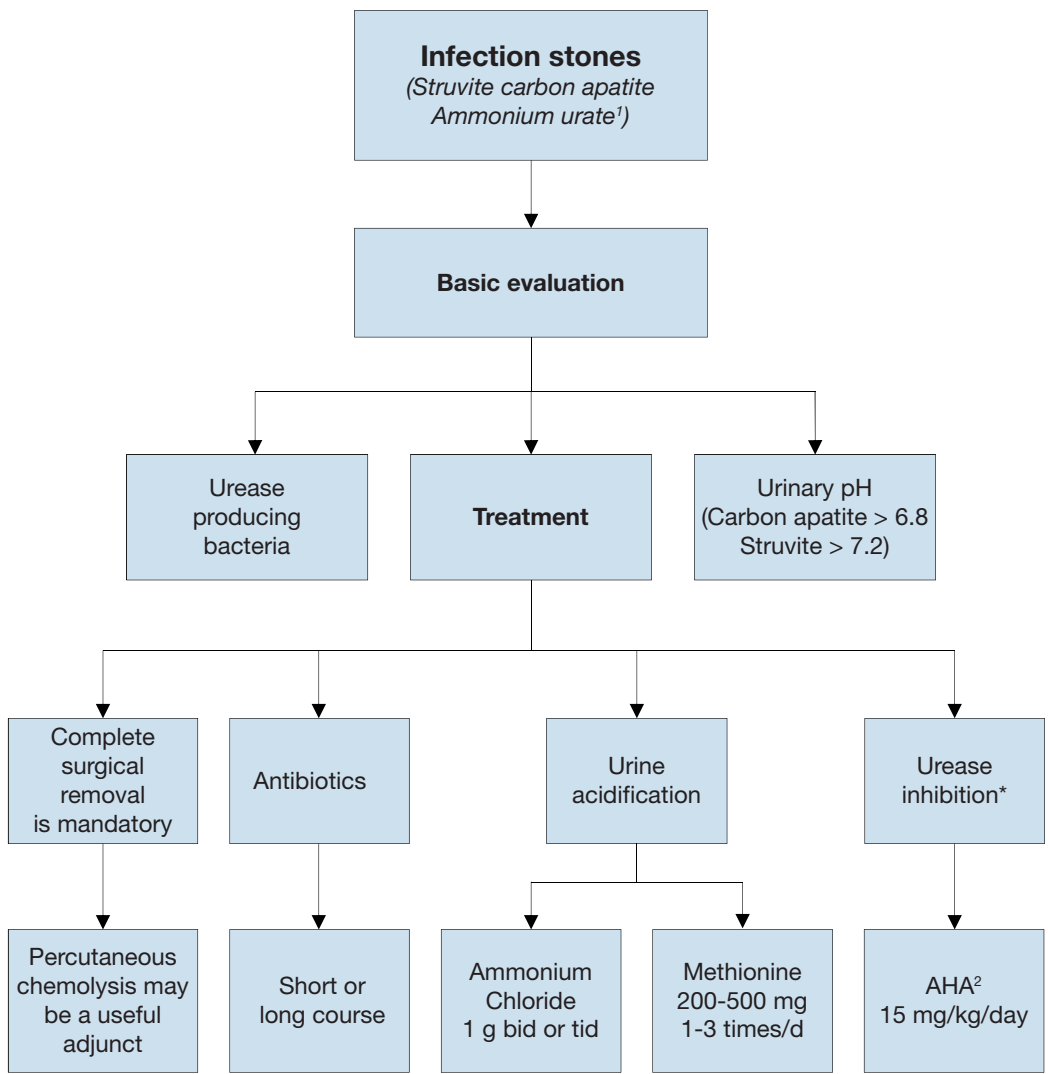 Infection stones
(Struvite carbon apatite
Ammonium urate¹)
Basic evaluation
Urease
producing
bacteria
Treatment
Urinary pH
(Carbon apatite > 6.8
Struvite > 7.2)
Complete
surgical
removal
is mandatory
Antibiotics
Urine
acidification
Urease
inhibition*
Percutaneous
chemolysis may
be a useful
adjunct
Short or
long course
Ammonium
Chloride
1 g bid or tid
Methionine
200-500 mg
1-3 times/d
AHA²
15 mg/kg/day